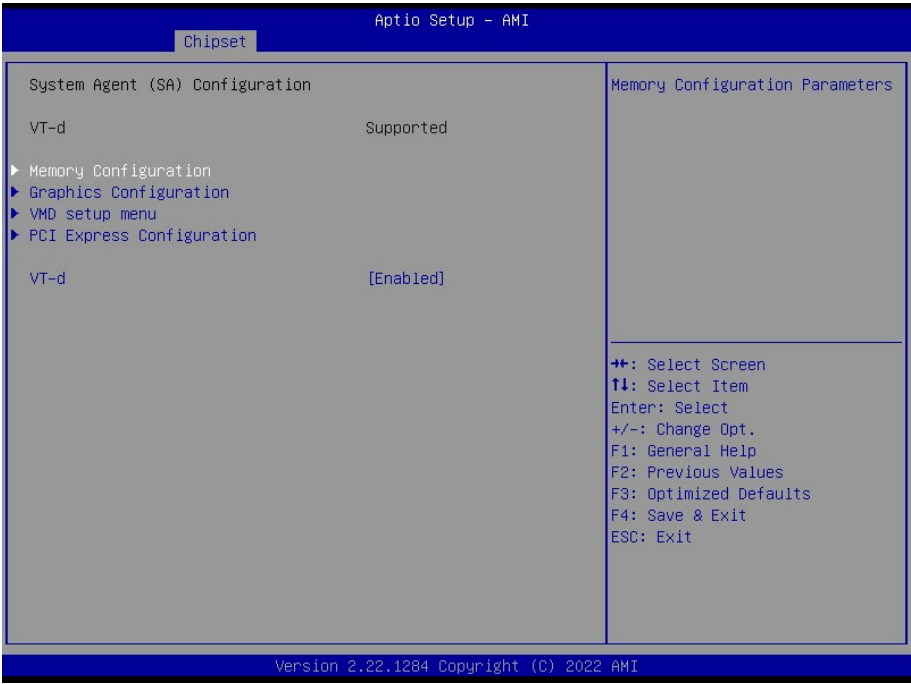 Aptio Setup – AMI
Chipset
System Agent (SA) Configuration
VT-d Supported
▶ Memory Configuration
▶ Graphics Configuration
▶ VMD setup menu
▶ PCI Express Configuration
VT-d [Enabled]
Memory Configuration Parameters
→←: Select Screen
↑↓: Select Item
Enter: Select
+/-: Change Opt.
F1: General Help
F2: Previous Values
F3: Optimized Defaults
F4: Save & Exit
ESC: Exit
Version 2.22.1284 Copyright (C) 2022 AMI